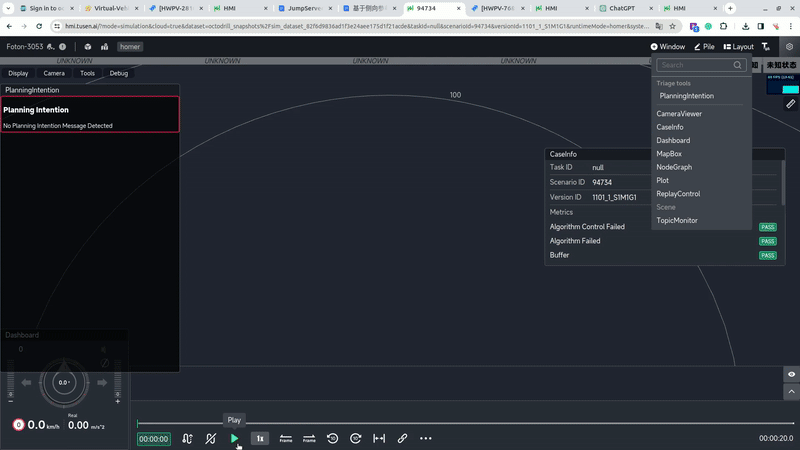 Sign in to oc
Virtual-Veh
[HWPV-281
HMI
JumpServer
基于侧向参
94734
[HWPV-766
HMI
ChatGPT
HMI
hmi.tusen.ai/?mode=simulation&cloud=true&dataset=octodrill_snapshots%2Fsim_dataset_82f6d9836ad1f3e24aee175d1f21acde&taskId=null&scenarioId=94734&versionId=1101_1_S1M1G1&runtimeMode=homer&syste
Foton-3053
homer
Window
Pile
Layout
UNKNOWN
UNKNOWN
UNKNOWN
UNKNOWN
未知状态
Display
Camera
Tools
Debug
PlanningIntention
Planning Intention
No Planning Intention Message Detected
100
Search
Triage tools
PlanningIntention
CameraViewer
CaseInfo
Dashboard
MapBox
NodeGraph
Plot
ReplayControl
Scene
TopicMonitor
CaseInfo
Task ID
null
Scenario ID
94734
Version ID
1101_1_S1M1G1
Metrics
Algorithm Control Failed
PASS
Algorithm Failed
PASS
Buffer
PASS
Dashboard
0
0.0°
0
0.0 km/h
Real
0.00 m/s^2
Play
00:00:00
1x
Frame
Frame
00:00:20.0